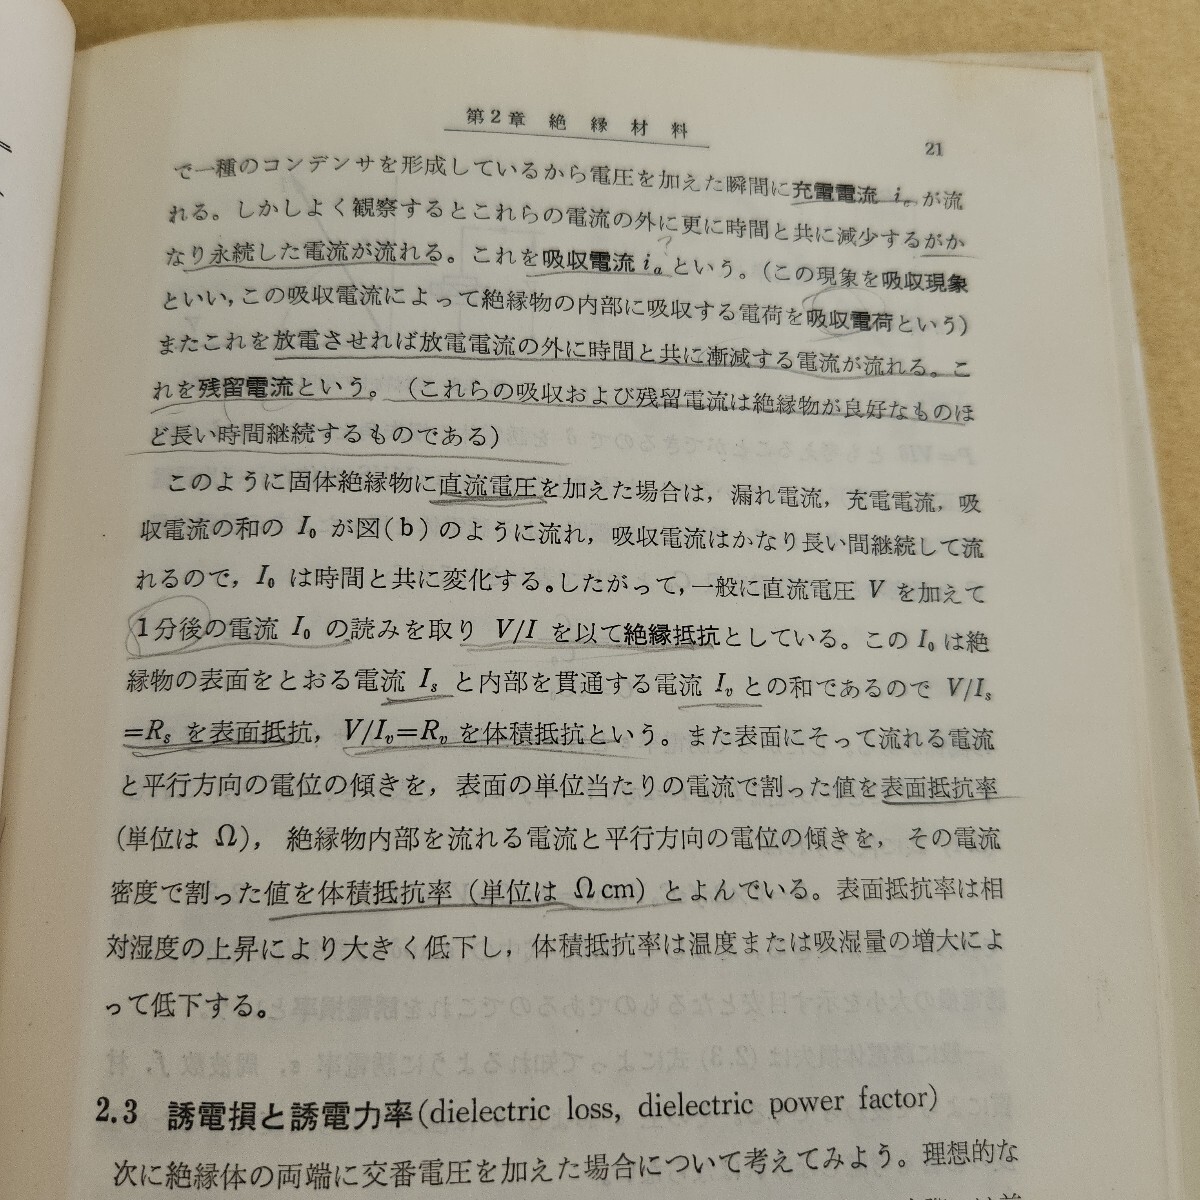 第2章 絶縁材料
21
で一種のコンデンサを形成しているから電圧を加えた瞬間に充電電流 ic が流
れる。しかしよく観察するとこれらの電流の外に更に時間と共に減少するがか
なり永続した電流が流れる。これを吸収電流 ia という。(この現象を吸収現象
といい,この吸収電流によって絶縁物の内部に吸収する電荷を吸収電荷という)
またこれを放電させれば放電電流の外に時間と共に漸減する電流が流れる。こ
れを残留電流という。(これらの吸収および残留電流は絶縁物が良好なものほ
ど長い時間継続するものである)
このように固体絶縁物に直流電圧を加えた場合は,漏れ電流,充電電流,吸
収電流の和の I0 が図(b)のように流れ,吸収電流はかなり長い間継続して流
れるので,I0 は時間と共に変化する。したがって,一般に直流電圧 V を加えて
1分後の電流 I0 の読みを取り V/I を以て絶縁抵抗としている。この I0 は絶
縁物の表面をとおる電流 Is と内部を貫通する電流 Iv との和であるので V/Is
=Rs を表面抵抗, V/Iv=Rv を体積抵抗という。また表面にそって流れる電流
と平行方向の電位の傾きを,表面の単位当たりの電流で割った値を表面抵抗率
(単位は Ω),絶縁物内部を流れる電流と平行方向の電位の傾きを,その電流
密度で割った値を体積抵抗率(単位は Ωcm)とよんでいる。表面抵抗率は相
対湿度の上昇により大きく低下し,体積抵抗率は温度または吸湿量の増大によ
って低下する。
2.3 誘電損と誘電力率(dielectric loss, dielectric power factor)
次に絶縁体の両端に交番電圧を加えた場合について考えてみよう。理想的な